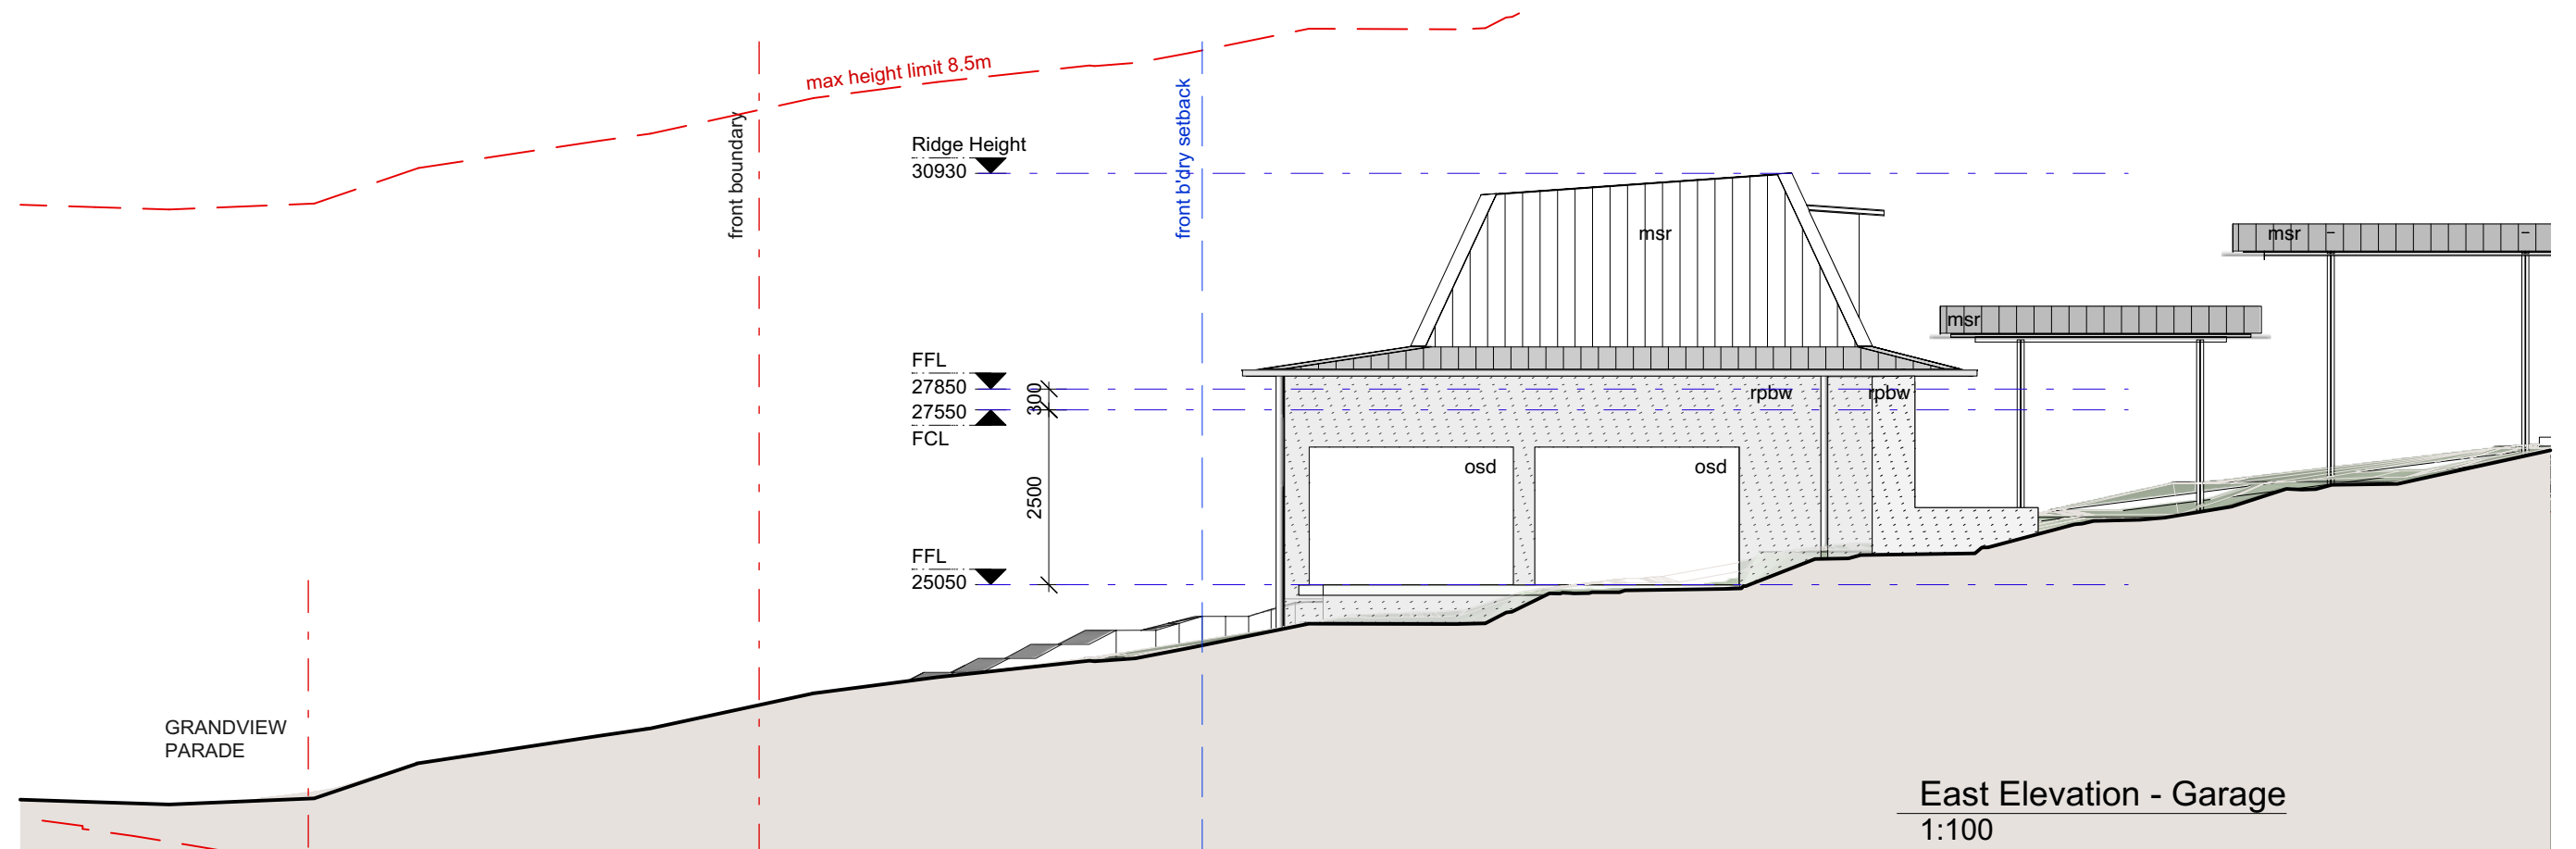 max height limit 8.5m
front boundary
front b'dry setback
Ridge Height
30930
msr
msr
msr
FFL
27850
300
27550
FCL
rpbw
rpbw
osd
osd
2500
FFL
25050
GRANDVIEW
PARADE
East Elevation - Garage
1:100